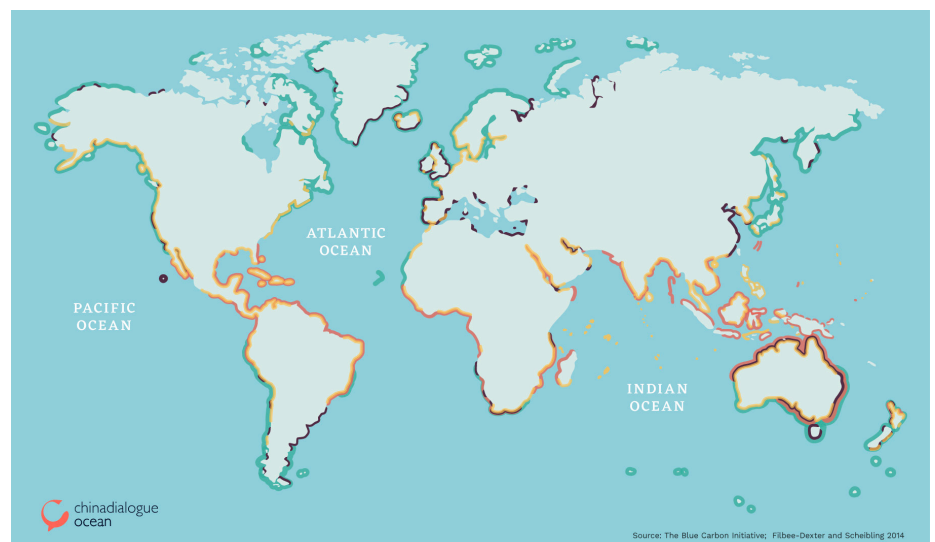 ATLANTIC
OCEAN
PACIFIC
OCEAN
INDIAN
OCEAN
chinadialogue
ocean
Source: The Blue Carbon Initiative; Filbee-Dexter and Scheibling 2014